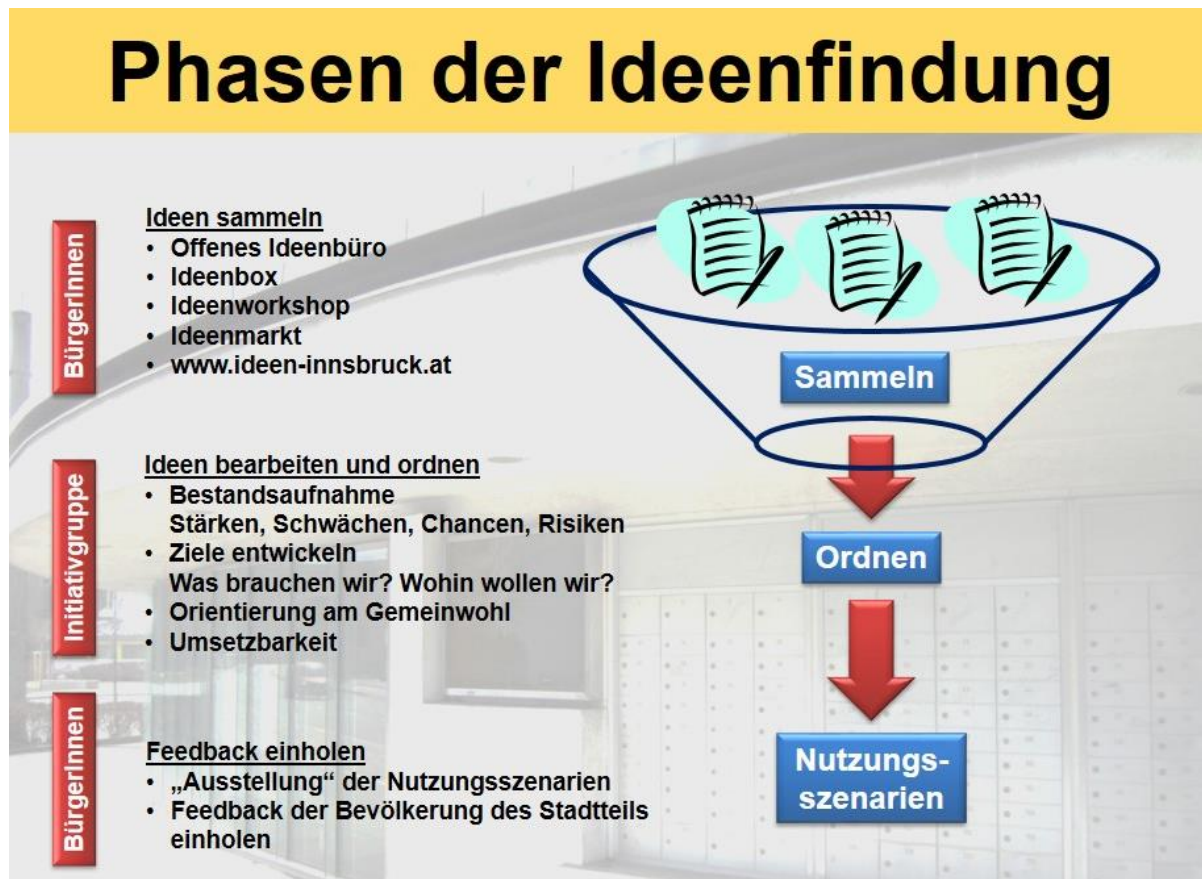 Phasen der Ideenfindung
BürgerInnen
Ideen sammeln
• Offenes Ideenbüro
• Ideenbox
• Ideenworkshop
• Ideenmarkt
• www.ideen-innsbruck.at
Sammeln
Initiativgruppe
Ideen bearbeiten und ordnen
• Bestandsaufnahme
Stärken, Schwächen, Chancen, Risiken
• Ziele entwickeln
Was brauchen wir? Wohin wollen wir?
• Orientierung am Gemeinwohl
• Umsetzbarkeit
Ordnen
BürgerInnen
Feedback einholen
• „Ausstellung“ der Nutzungsszenarien
• Feedback der Bevölkerung des Stadtteils
einholen
Nutzungs-
szenarien